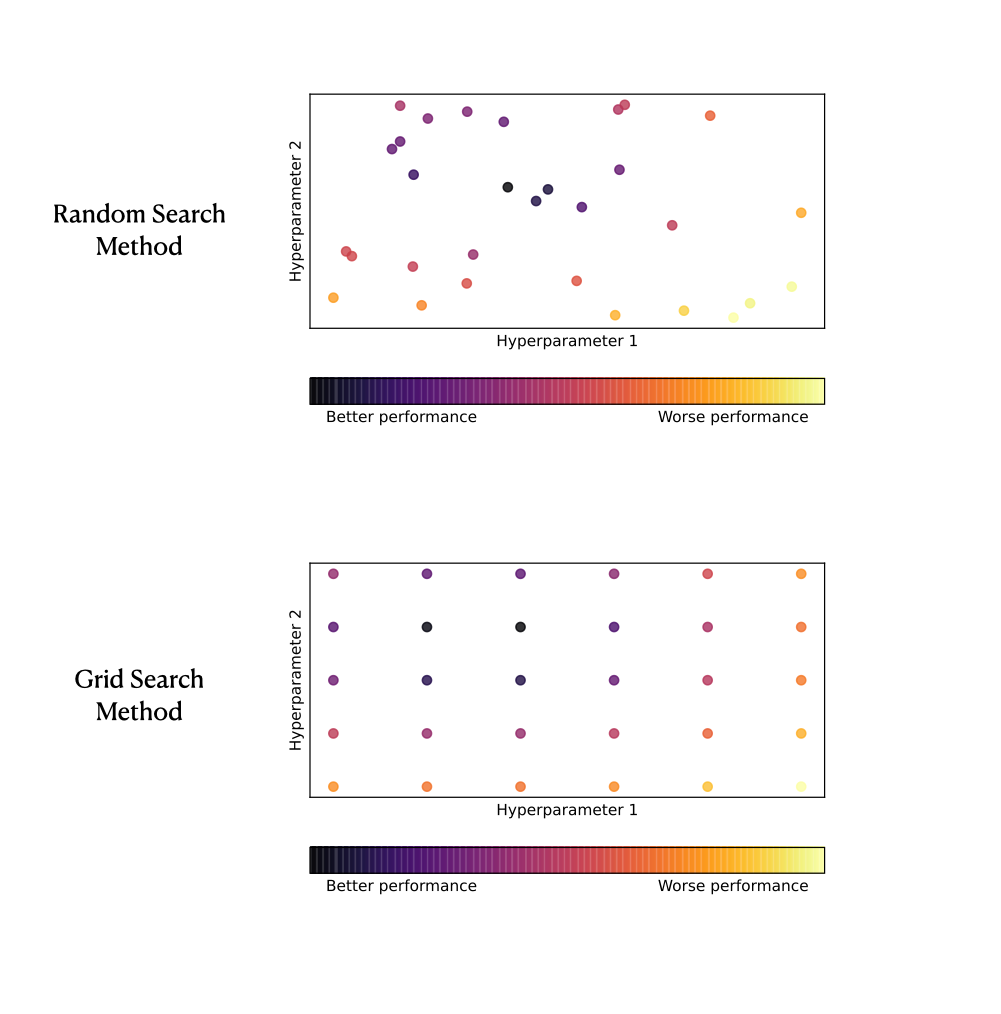 Random Search
Method
Hyperparameter 2
Hyperparameter 1
Better performance
Worse performance
Grid Search
Method
Hyperparameter 2
Hyperparameter 1
Better performance
Worse performance